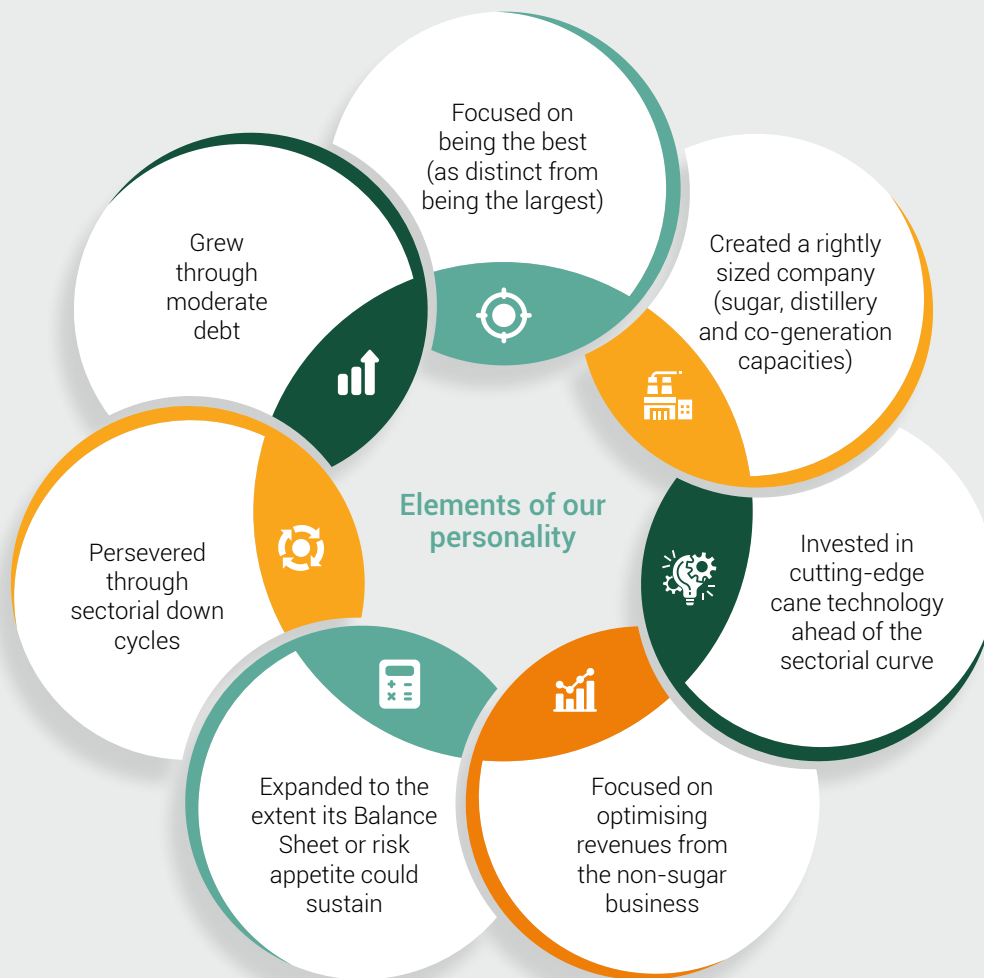 Focused on
being the best
(as distinct from
being the largest)
Created a rightly
sized company
(sugar, distillery
and co-generation
capacities)
Invested in
cutting-edge
cane technology
ahead of the
sectorial curve
Focused on
optimising
revenues from
the non-sugar
business
Expanded to the
extent its Balance
Sheet or risk
appetite could
sustain
Persevered
through
sectorial down
cycles
Grew
through
moderate
debt
Elements of our
personality